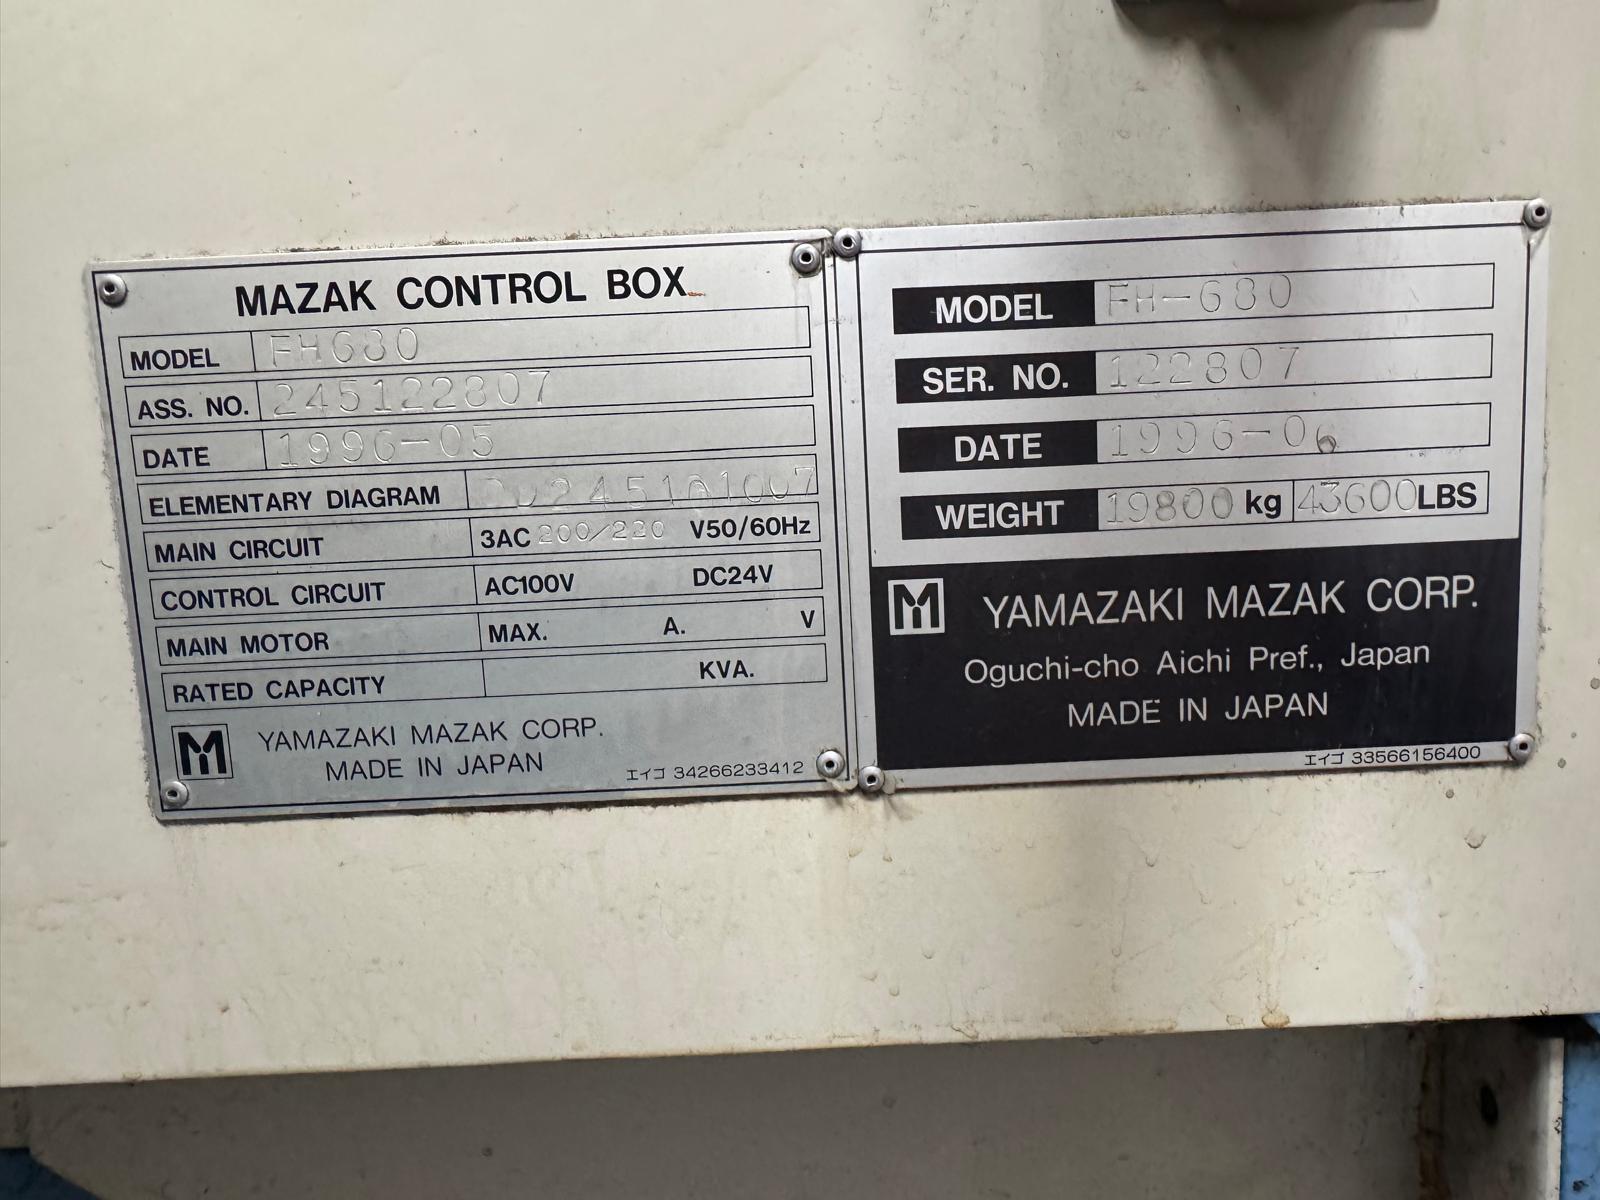 MAZAK CONTROL BOX
MODEL FH680
ASS. NO. 245122807
DATE 1996-05
ELEMENTARY DIAGRAM
MAIN CIRCUIT 3AC 200/220 V50/60Hz
CONTROL CIRCUIT AC100V DC24V
MAIN MOTOR MAX. A. V
RATED CAPACITY KVA.
YAMAZAKI MAZAK CORP.
MADE IN JAPAN
エイゴ 34266233412
MODEL FH-680
SER. NO. 122807
DATE 1996-06
WEIGHT 19800 kg 43600 LBS
YAMAZAKI MAZAK CORP.
Oguchi-cho Aichi Pref., Japan
MADE IN JAPAN
エイゴ 33566156400